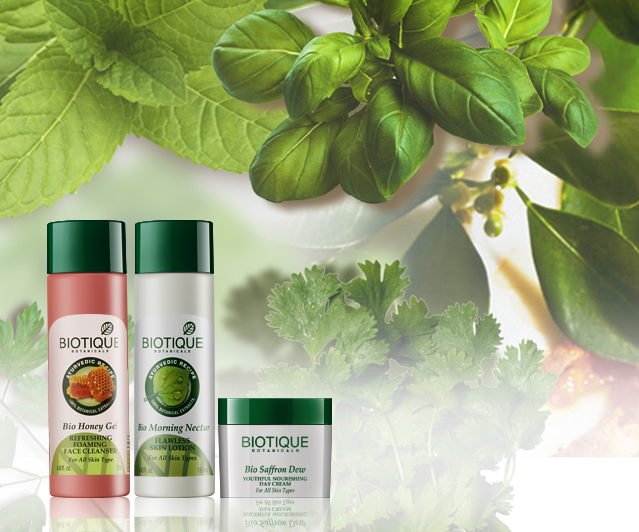 BIOTIQUE
BOTANICALS
AYURVEDIC RECIPE
Bio Honey Gel
REFRESHING
FOAMING
FACE CLEANSER
For All Skin Types
BIOTIQUE
BOTANICALS
AYURVEDIC RECIPE
Bio Morning Nectar
FLAWLESS
SKIN LOTION
For All Skin Types
BIOTIQUE
BOTANICALS
Bio Saffron Dew
YOUTHFUL NOURISHING
DAY CREAM
For All Skin Types